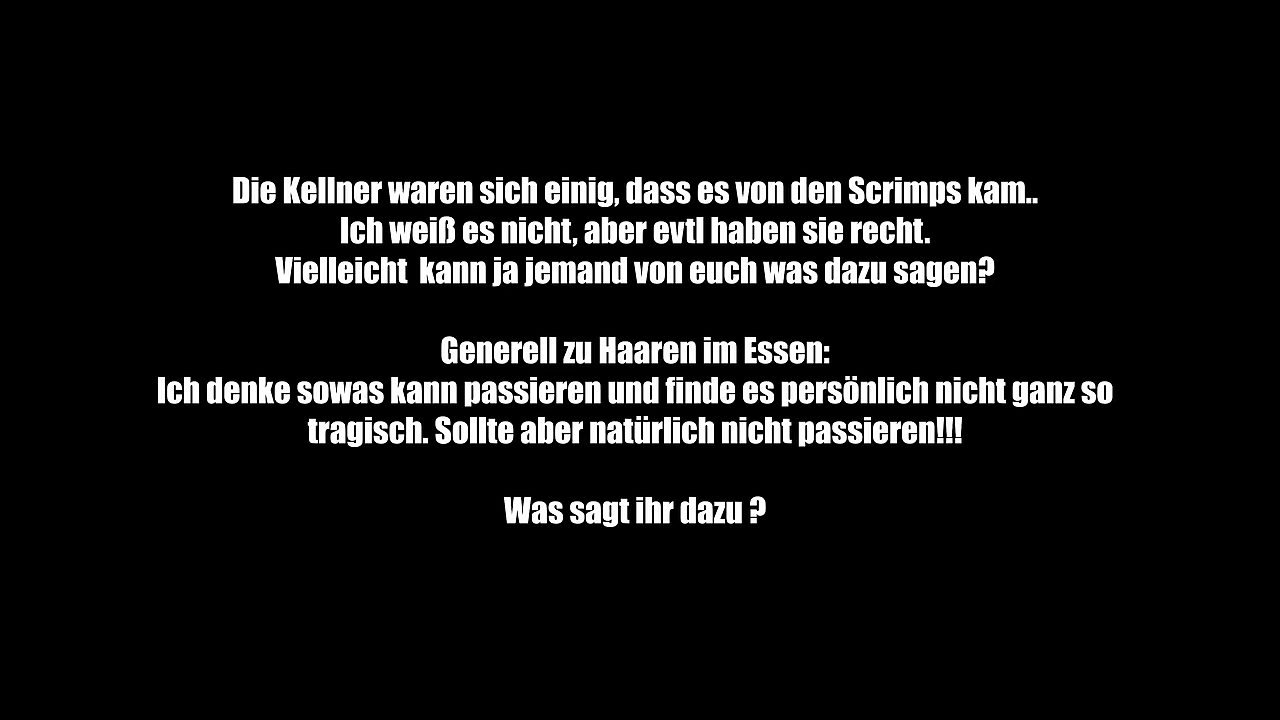 Die Kellner waren sich einig, dass es von den Scrimps kam..
Ich weiß es nicht, aber evtl haben sie recht.
Vielleicht  kann ja jemand von euch was dazu sagen?
Generell zu Haaren im Essen:
Ich denke sowas kann passieren und finde es persönlich nicht ganz so
tragisch. Sollte aber natürlich nicht passieren!!!
Was sagt ihr dazu ?